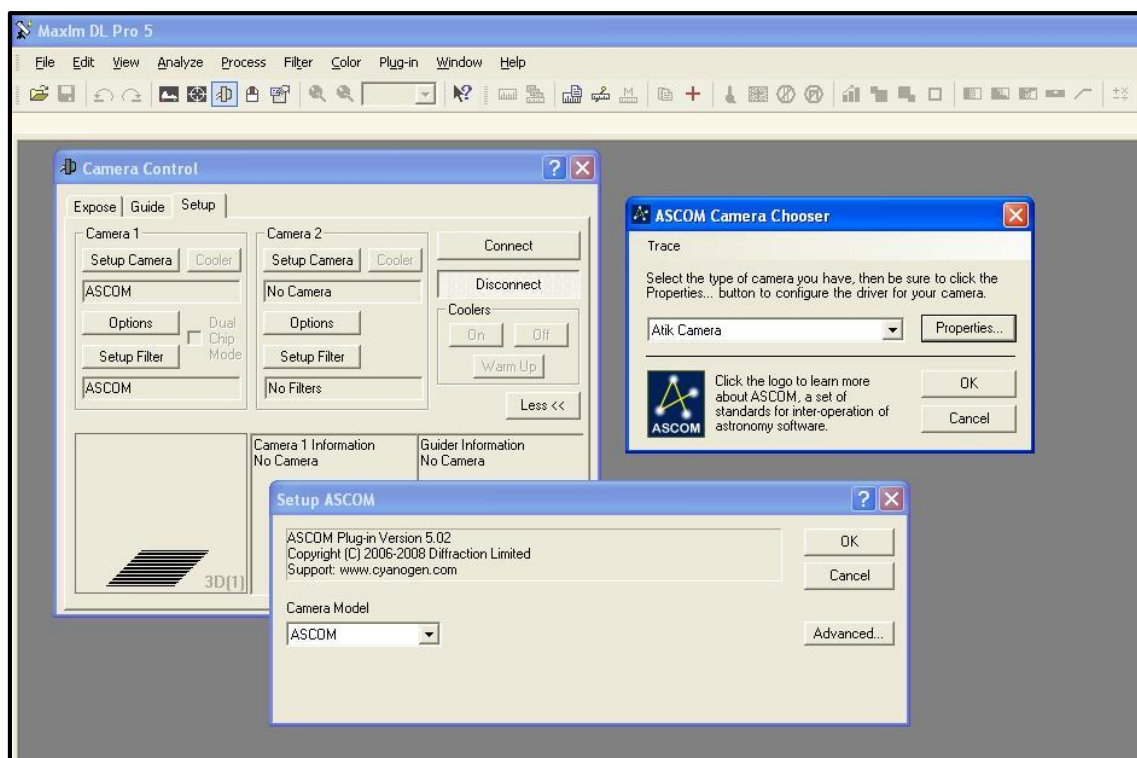 MaxIm DL Pro 5
File Edit View Analyze Process Filter Color Plug-in Window Help
Camera Control
Expose Guide Setup
Camera 1
Setup Camera Cooler
ASCOM
Options
Dual
Chip
Mode
Setup Filter
ASCOM
Camera 2
Setup Camera Cooler
No Camera
Options
Setup Filter
No Filters
Connect
Disconnect
Coolers
On Off
Warm Up
Less <<
3D(1)
Camera 1 Information
No Camera
Guider Information
No Camera
ASCOM Camera Chooser
Trace
Select the type of camera you have, then be sure to click the
Properties... button to configure the driver for your camera.
Atik Camera
Properties...
ASCOM
Click the logo to learn more
about ASCOM, a set of
standards for inter-operation of
astronomy software.
OK
Cancel
Setup ASCOM
ASCOM Plug-in Version 5.02
Copyright (C) 2006-2008 Diffraction Limited
Support: www.cyanogen.com
OK
Cancel
Camera Model
ASCOM
Advanced...